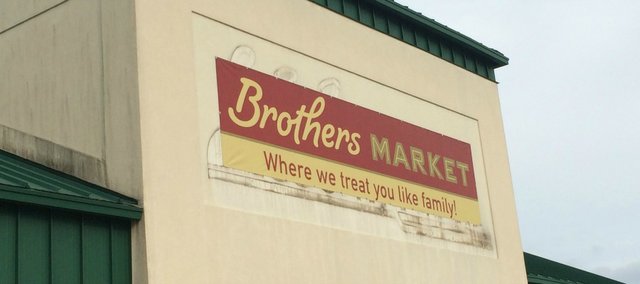 Brothers MARKET
Where we treat you like family!